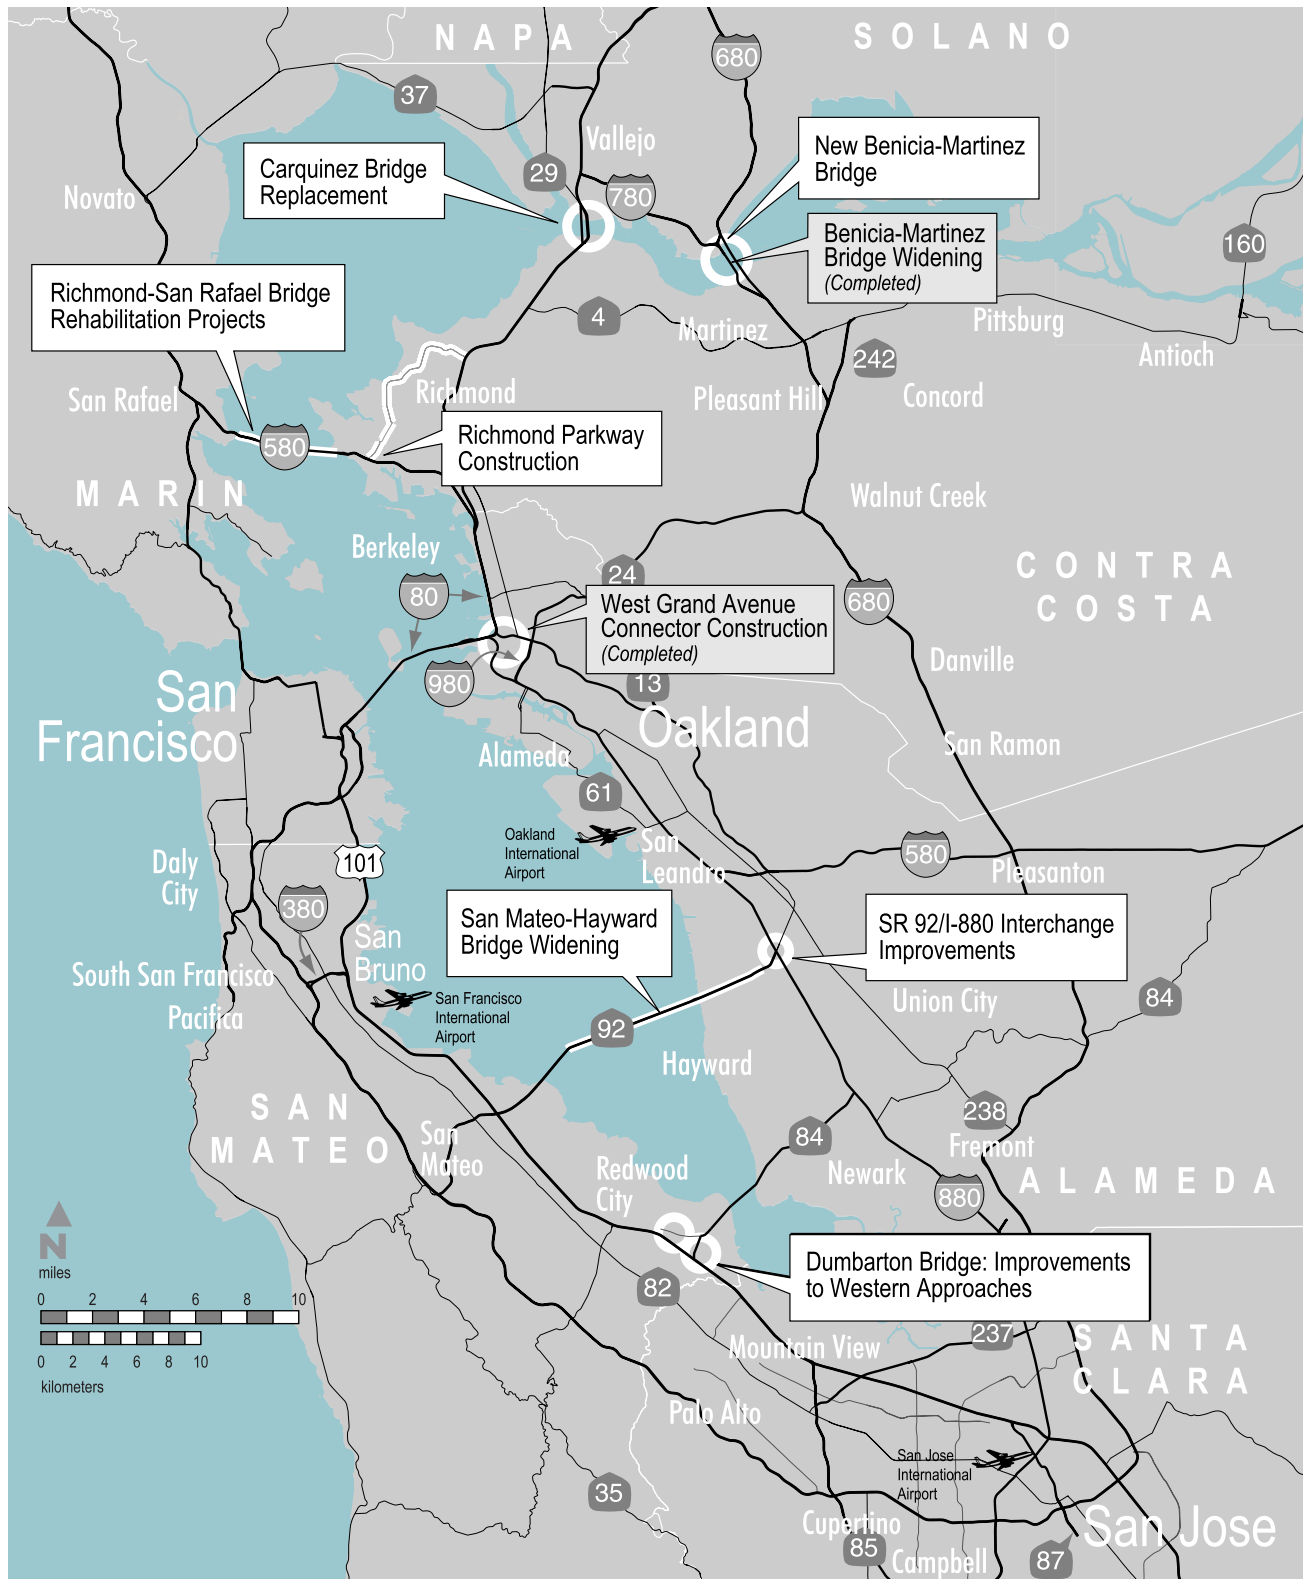 NAPA
SOLANO
680
37
Vallejo
New Benicia-Martinez
Bridge
Carquinez Bridge
Replacement
29
780
Novato
Benicia-Martinez
Bridge Widening
(Completed)
160
Richmond-San Rafael Bridge
Rehabilitation Projects
4
Martinez
Pittsburg
Antioch
242
San Rafael
Richmond
Pleasant Hill
Concord
580
Richmond Parkway
Construction
MARIN
Walnut Creek
Berkeley
24
CONTRA
COSTA
80
680
West Grand Avenue
Connector Construction
(Completed)
Danville
980
13
San
Francisco
Oakland
San Ramon
Alameda
61
Oakland
International
Airport
San
Leandro
580
Pleasanton
Daly
City
101
380
San Mateo-Hayward
Bridge Widening
SR 92/I-880 Interchange
Improvements
San
Bruno
South San Francisco
Pacifica
San Francisco
International
Airport
Union City
84
92
Hayward
SAN
MATEO
238
San
Mateo
84
Fremont
Redwood
City
Newark
880
ALAMEDA
N
miles
0 2 4 6 8 10
0 2 4 6 8 10
kilometers
Dumbarton Bridge: Improvements
to Western Approaches
82
237
Mountain View
SANTA
CLARA
Palo Alto
San Jose
International
Airport
35
Cupertino
San Jose
85
Campbell
87